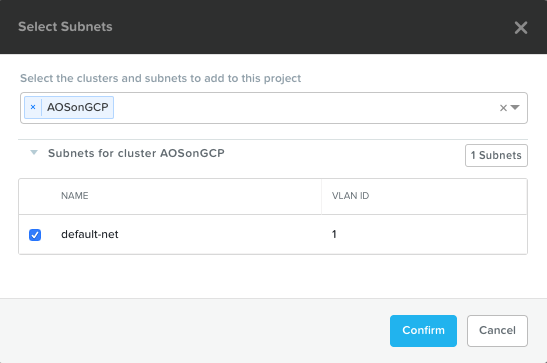 Select Subnets
Select the clusters and subnets to add to this project
× AOSonGCP
Subnets for cluster AOSonGCP
1 Subnets
NAME VLAN ID
default-net 1
Confirm Cancel